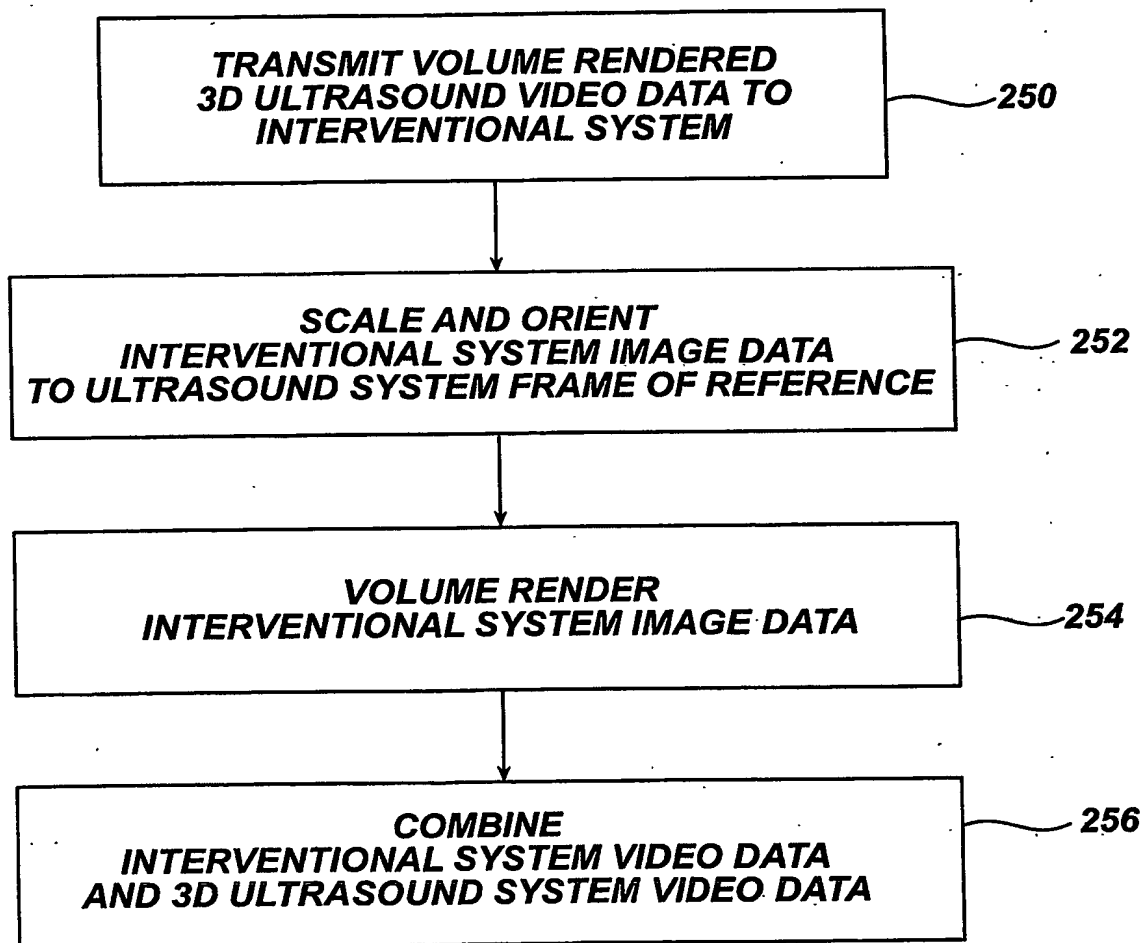 TRANSMIT VOLUME RENDERED
3D ULTRASOUND VIDEO DATA TO
INTERVENTIONAL SYSTEM
250
SCALE AND ORIENT
INTERVENTIONAL SYSTEM IMAGE DATA
TO ULTRASOUND SYSTEM FRAME OF REFERENCE
252
VOLUME RENDER
INTERVENTIONAL SYSTEM IMAGE DATA
254
COMBINE
INTERVENTIONAL SYSTEM VIDEO DATA
AND 3D ULTRASOUND SYSTEM VIDEO DATA
256